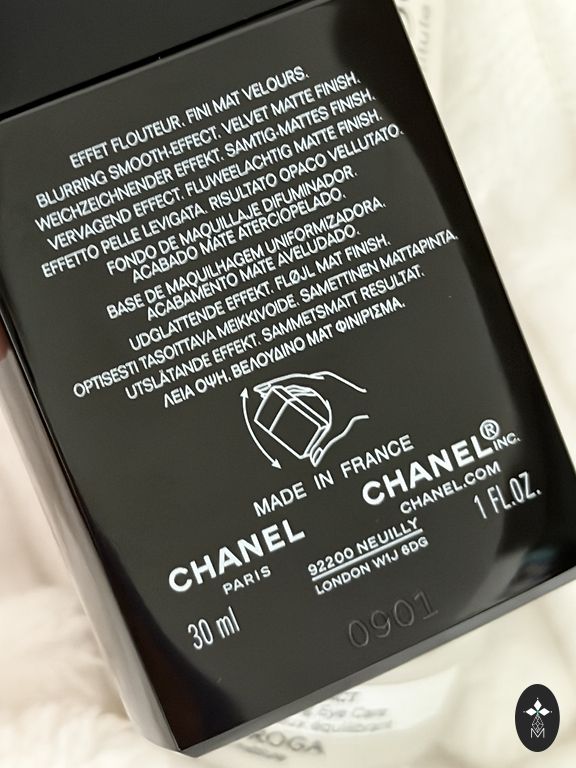 EFFET FLOUTEUR. FINI MAT VELOURS.
BLURRING SMOOTH-EFFECT. VELVET MATTE FINISH.
WEICHZEICHNENDER EFFEKT. SAMTIG-MATTES FINISH.
VERVAGEND EFFECT. FLUWEELACHTIG MATTE FINISH.
EFFETTO PELLE LEVIGATA. RISULTATO OPACO VELLUTATO.
FONDO DE MAQUILLAJE DIFUMINADOR.
ACABADO MATE ATERCIOPELADO.
BASE DE MAQUILHAGEM UNIFORMIZADORA.
ACABAMENTO MATE AVELUDADO.
UDGLATTENDE EFFEKT. FLØJL MAT FINISH.
OPTISESTI TASOITTAVA MEIKKIVOIDE. SAMETTINEN MATTAPINTA.
UTSLÄTANDE EFFEKT. SAMMETSMATT RESULTAT.
ΛΕΙΑ ΟΨΗ. ΒΕΛΟΥΔΙΝΟ ΜΑΤ ΦΙΝΙΡΙΣΜΑ.
MADE IN FRANCE
CHANEL
PARIS
CHANEL® INC.
CHANEL.COM
92200 NEUILLY
LONDON W1J 6DG
30 ml
1 FL.OZ.
0901
Eye Care
ROGA
M